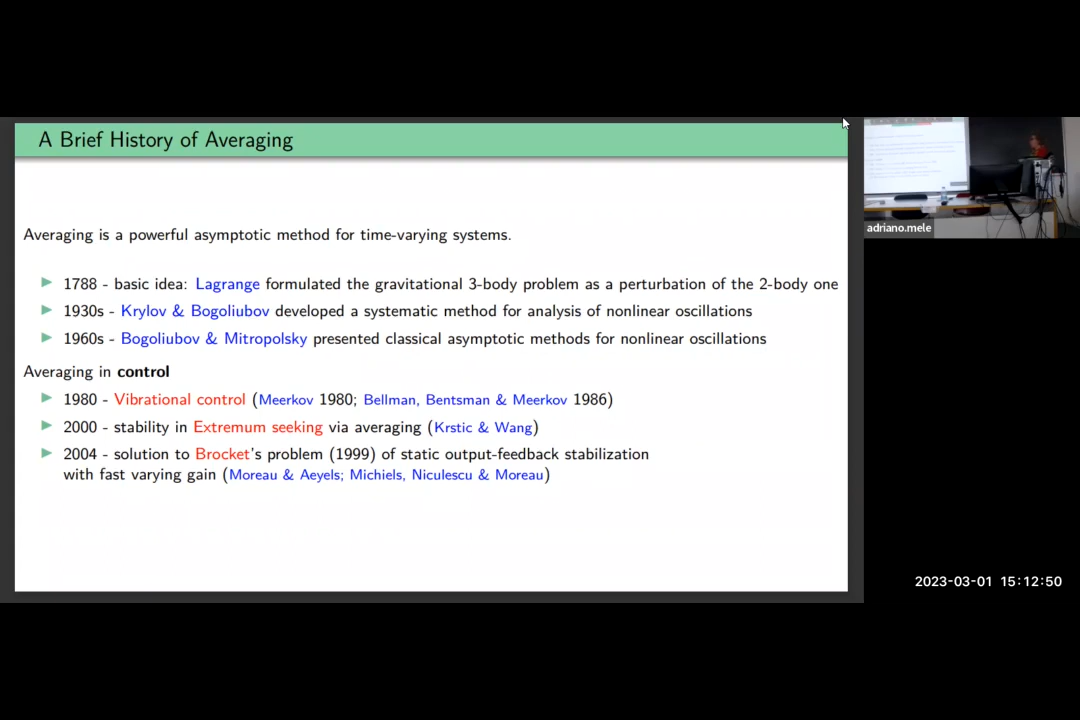 A Brief History of Averaging
Averaging is a powerful asymptotic method for time-varying systems.
1788 - basic idea: Lagrange formulated the gravitational 3-body problem as a perturbation of the 2-body one
1930s - Krylov & Bogoliubov developed a systematic method for analysis of nonlinear oscillations
1960s - Bogoliubov & Mitropolsky presented classical asymptotic methods for nonlinear oscillations
Averaging in control
1980 - Vibrational control (Meerkov 1980; Bellman, Bentsman & Meerkov 1986)
2000 - stability in Extremum seeking via averaging (Krstic & Wang)
2004 - solution to Brocket's problem (1999) of static output-feedback stabilization
with fast varying gain (Moreau & Aeyels; Michiels, Niculescu & Moreau)
adriano.mele
2023-03-01 15:12:50